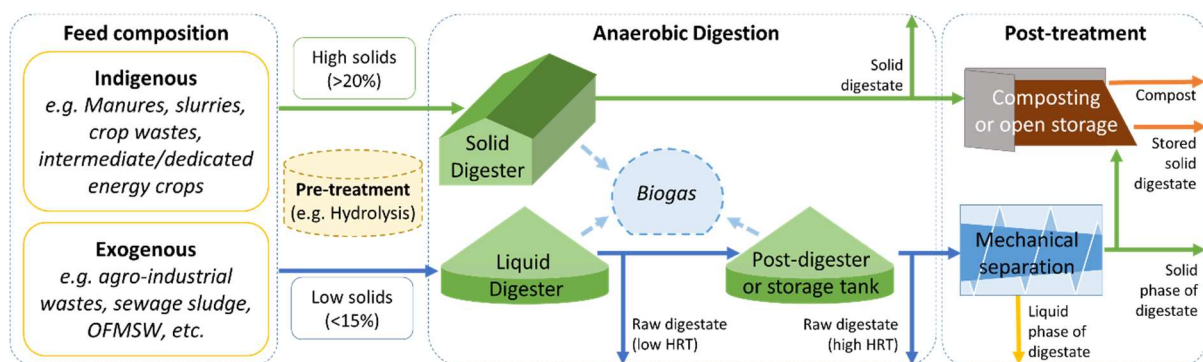 Feed composition
Indigenous
e.g. Manures, slurries,
crop wastes,
intermediate/dedicated
energy crops
Exogenous
e.g. agro-industrial
wastes, sewage sludge,
OFMSW, etc.
High solids
(>20%)
Pre-treatment
(e.g. Hydrolysis)
Low solids
(<15%)
Anaerobic Digestion
Solid
digestate
Solid
Digester
Biogas
Liquid
Digester
Post-digester
or storage tank
Raw digestate
(low HRT)
Raw digestate
(high HRT)
Post-treatment
Composting
or open storage
Compost
Stored
solid
digestate
Mechanical
separation
Solid
phase of
digestate
Liquid
phase of
digestate